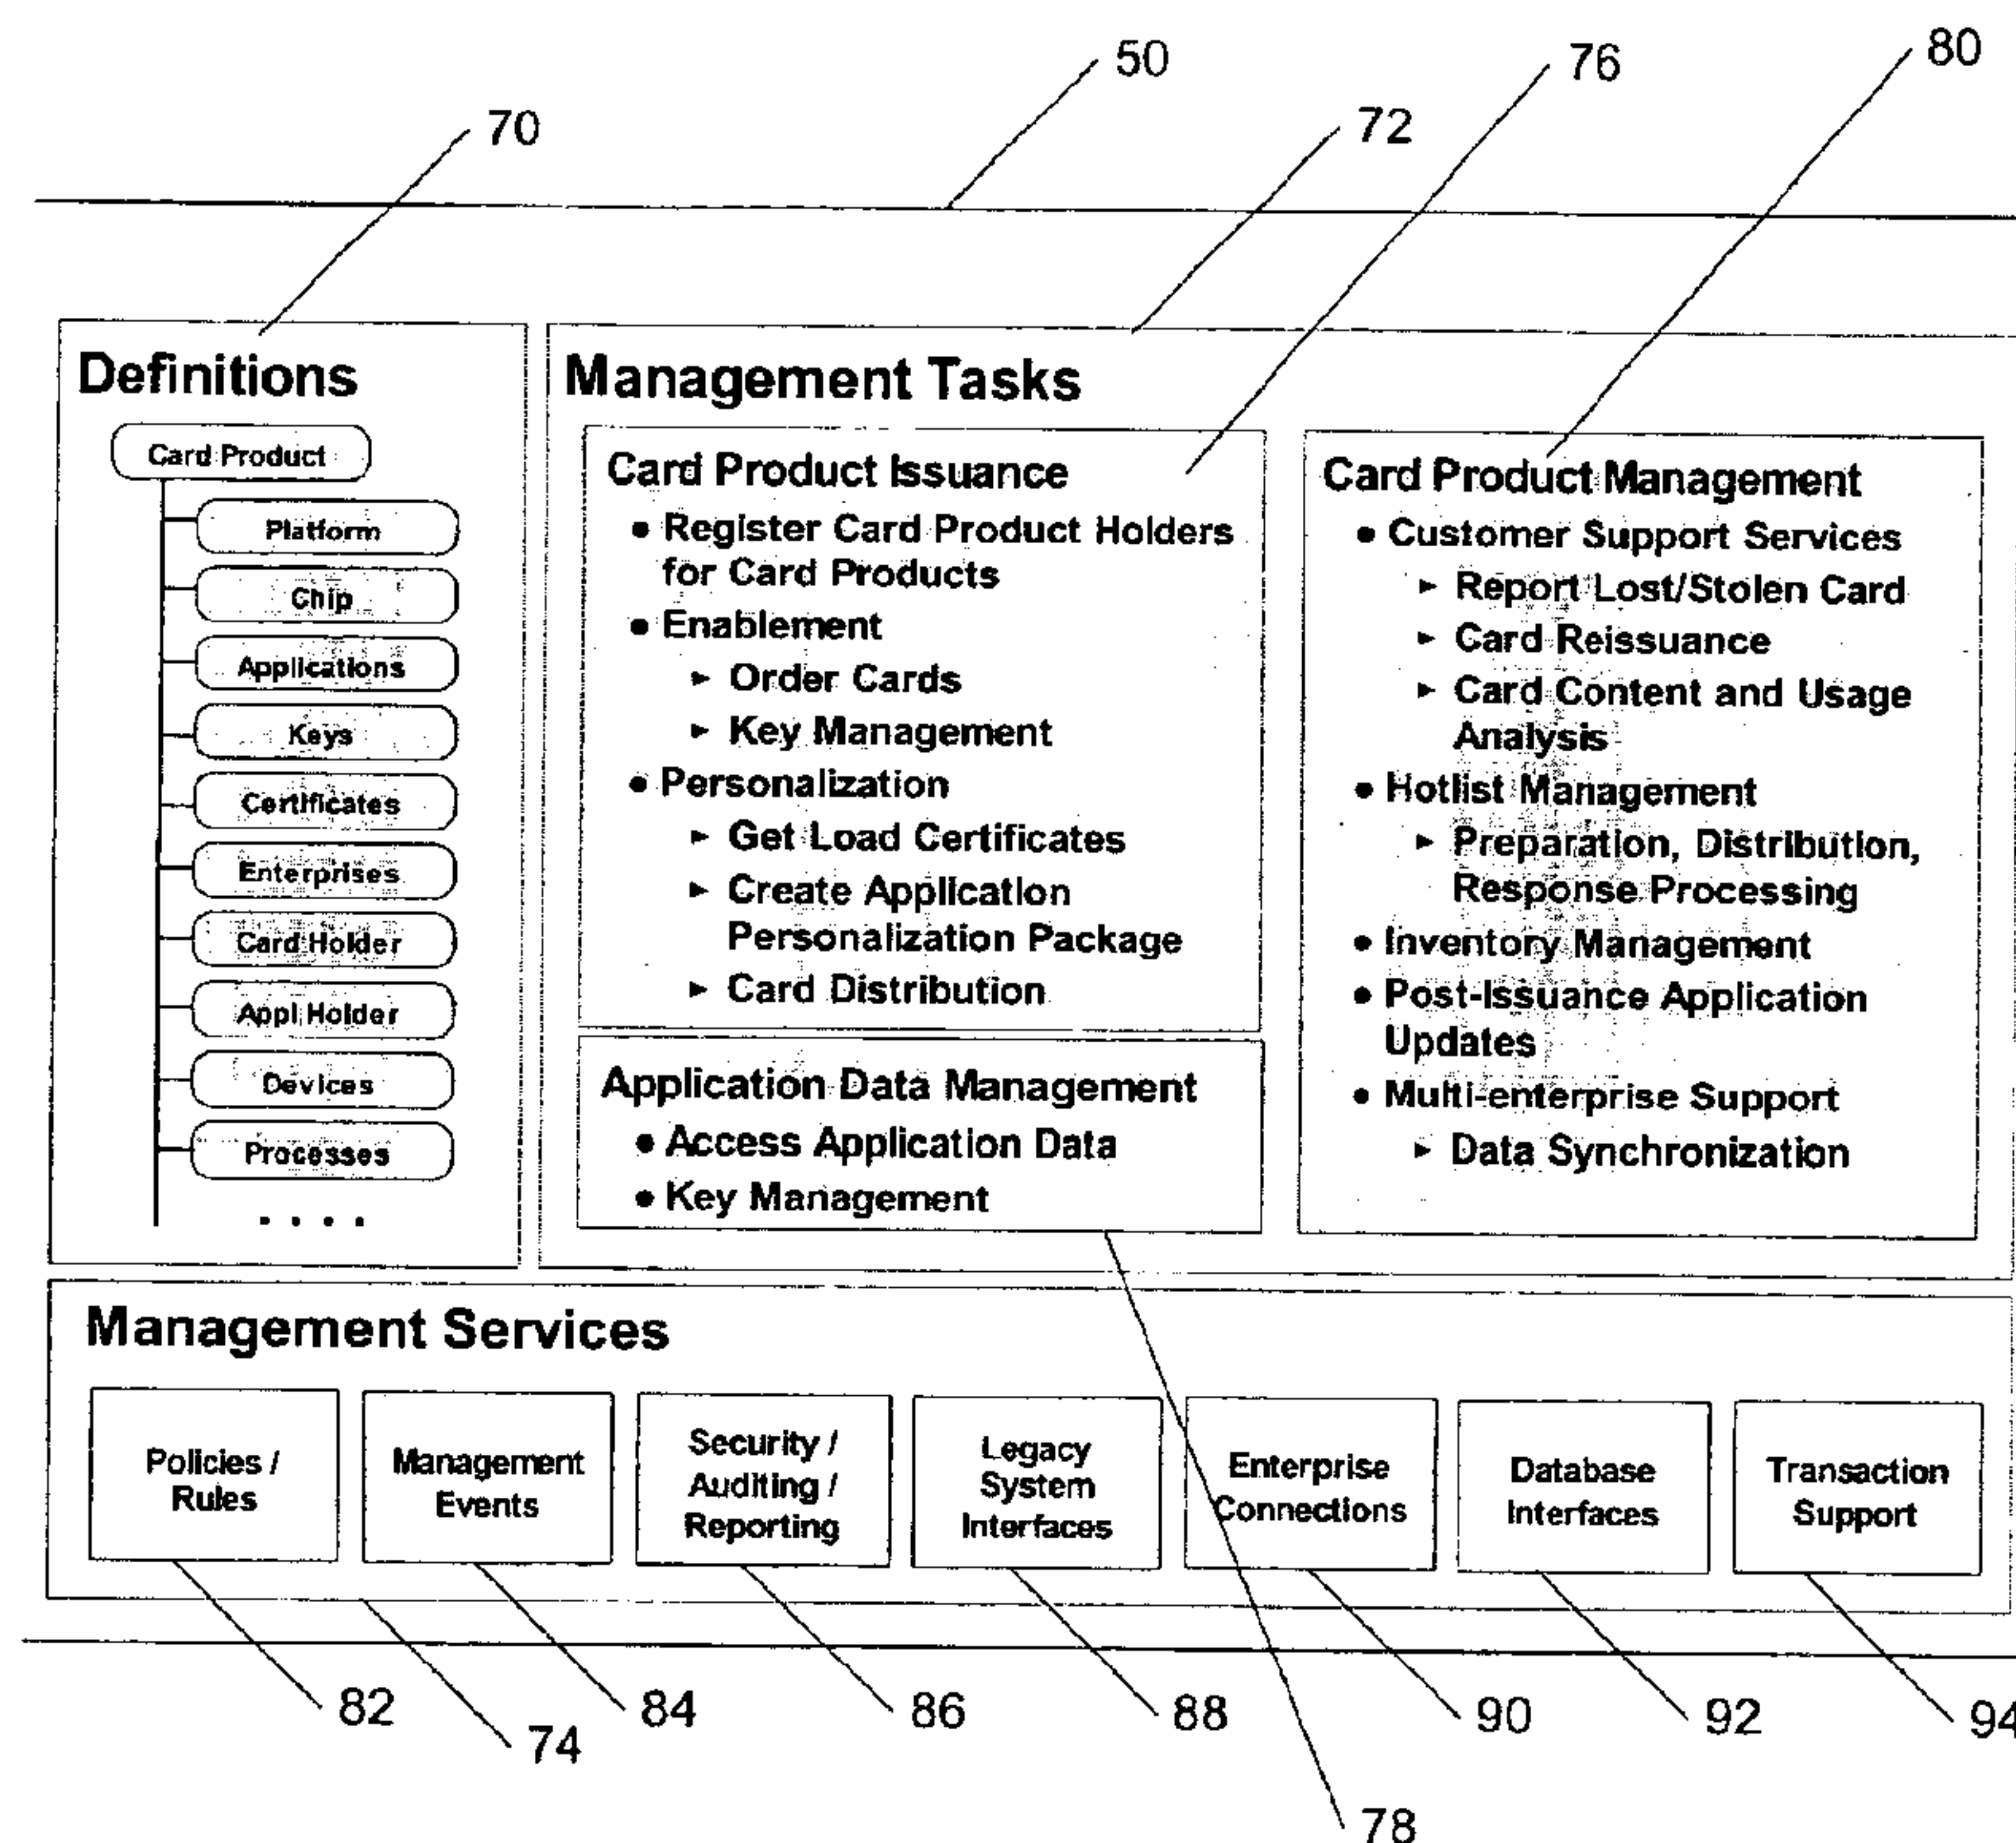 50
76
80
70
72
Definitions
Card Product
Platform
Chip
Applications
Keys
Certificates
Enterprises
Card Holder
Appl Holder
Devices
Processes
. . . .
Management Tasks
Card Product Issuance
• Register Card Product Holders
for Card Products
• Enablement
► Order Cards
► Key Management
• Personalization
► Get Load Certificates
► Create Application
Personalization Package
► Card Distribution
Application Data Management
• Access Application Data
• Key Management
Card Product Management
• Customer Support Services
► Report Lost/Stolen Card
► Card Reissuance
► Card Content and Usage
Analysis
• Hotlist Management
► Preparation, Distribution,
Response Processing
• Inventory Management
• Post-Issuance Application
Updates
• Multi-enterprise Support
► Data Synchronization
Management Services
Policies /
Rules
Management
Events
Security /
Auditing /
Reporting
Legacy
System
Interfaces
Enterprise
Connections
Database
Interfaces
Transaction
Support
82
74
84
86
88
90
92
94
78